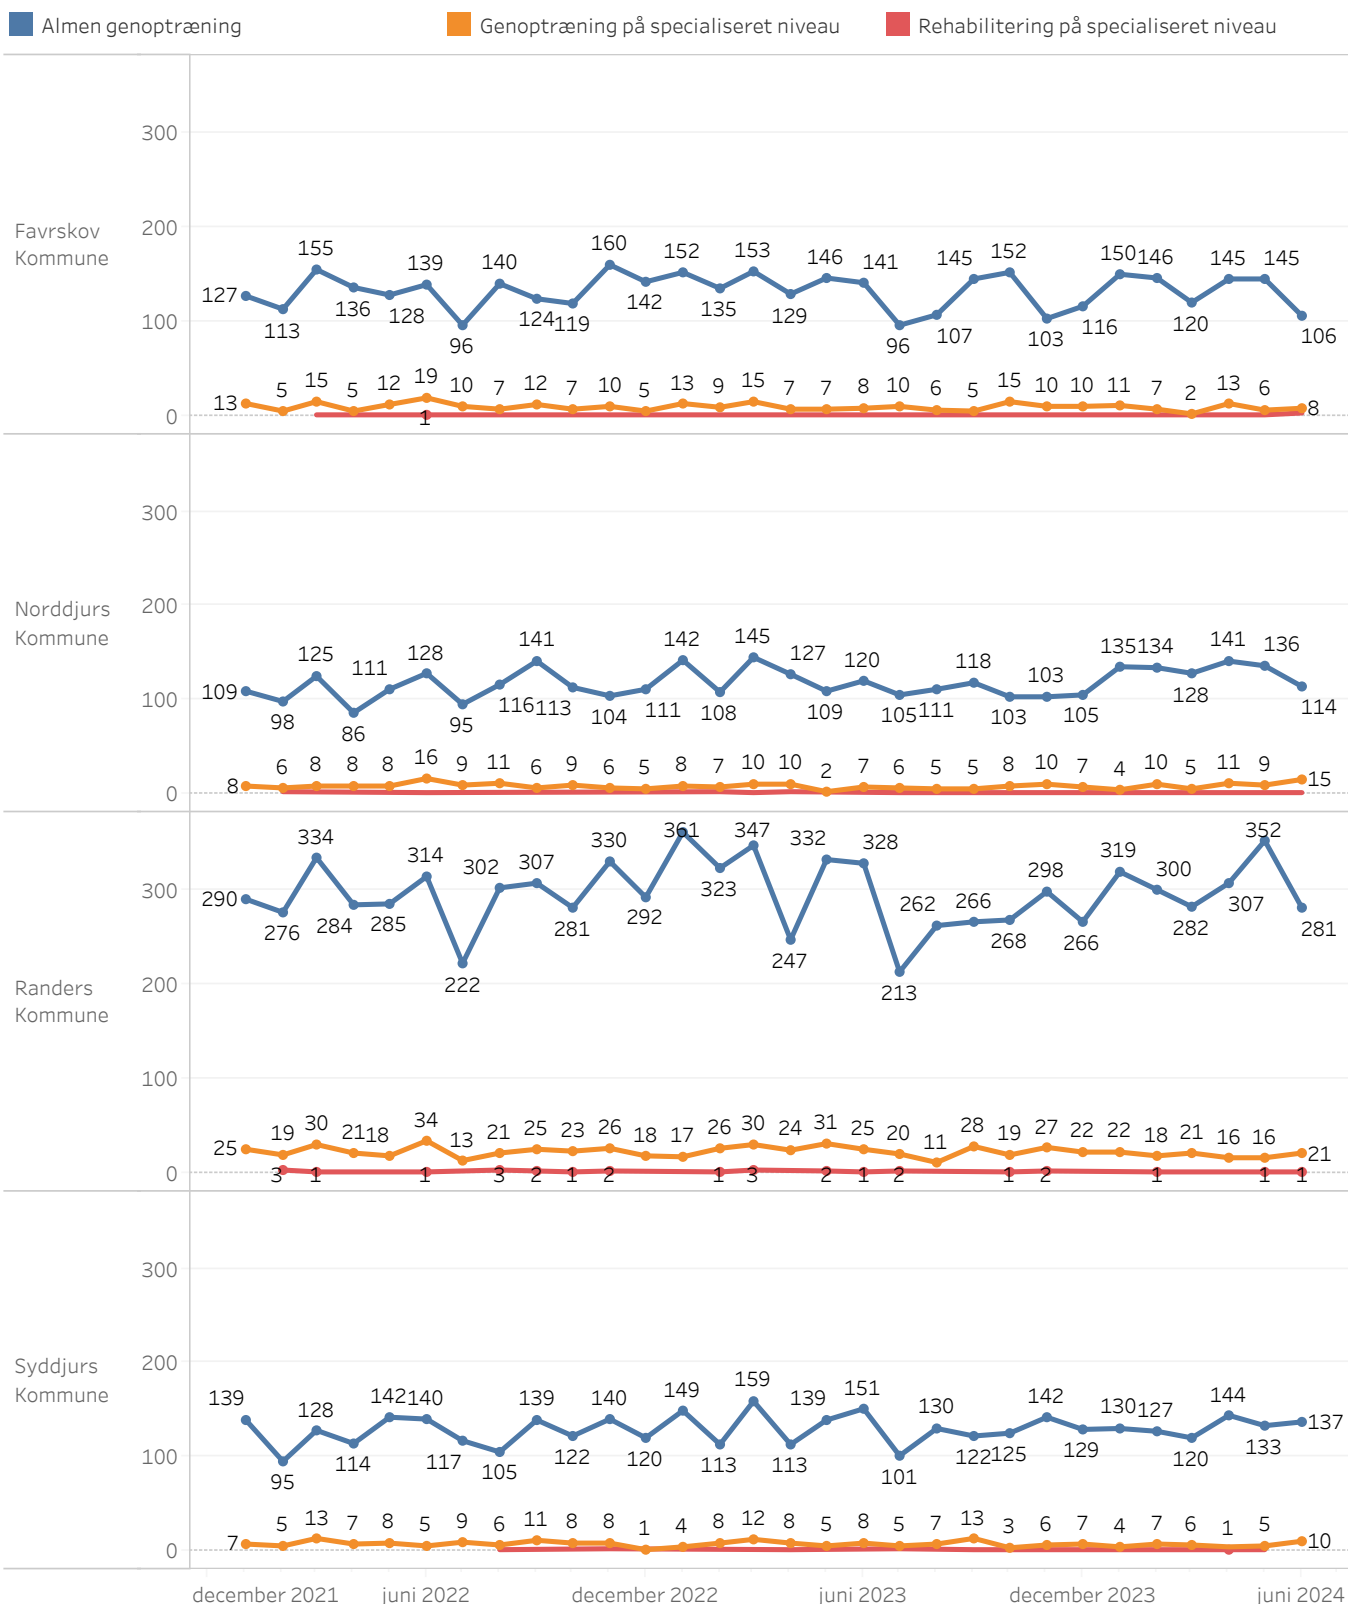 Almen genoptræning Genoptræning på specialiseret niveau Rehabilitering på specialiseret niveau
300
200
100
0
Favrskov
Kommune
127 113 155 136 128 139 96 140 124 119 160 142 152 135 153 129 146 141 96 107 145 152 103 116 150 146 120 145 145 106
13 5 15 5 12 19 10 7 12 7 10 5 13 9 15 7 7 8 10 6 5 15 10 10 11 7 2 13 6 8
1
300
200
100
0
Norddjurs
Kommune
109 98 125 86 111 128 95 116 141 113 104 111 142 108 145 127 109 120 105 111 118 103 103 105 135 134 128 141 136 114
8 6 8 8 8 16 9 11 6 9 6 5 8 7 10 10 2 7 6 5 5 8 10 7 4 10 5 11 9 15
300
200
100
0
Randers
Kommune
290 276 334 284 285 314 222 302 307 281 330 292 361 323 347 247 332 328 213 262 266 268 298 266 319 300 282 307 352 281
25 19 30 21 18 34 13 21 25 23 26 18 17 26 30 24 31 25 20 11 28 19 27 22 22 18 21 16 16 21
3 1 1 3 2 1 2 1 3 2 1 2 1 2 1 1 1
300
200
100
0
Syddjurs
Kommune
139 95 128 114 142 140 117 105 139 122 140 120 149 113 159 113 139 151 101 130 122 125 142 129 130 127 120 144 133 137
7 5 13 7 8 5 9 6 11 8 8 1 4 8 12 8 5 8 5 7 13 3 6 7 4 7 6 1 5 10
december 2021 juni 2022 december 2022 juni 2023 december 2023 juni 2024